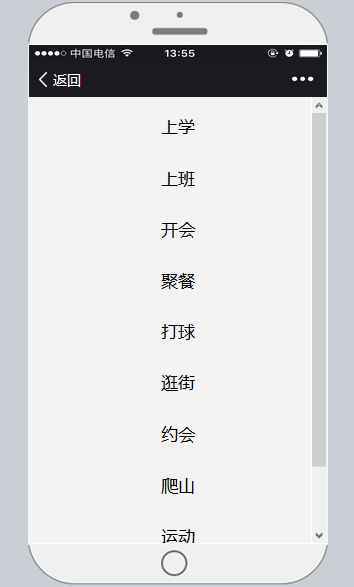 中国电信 13:55
返回
上学
上班
开会
聚餐
打球
逛街
约会
爬山
运动